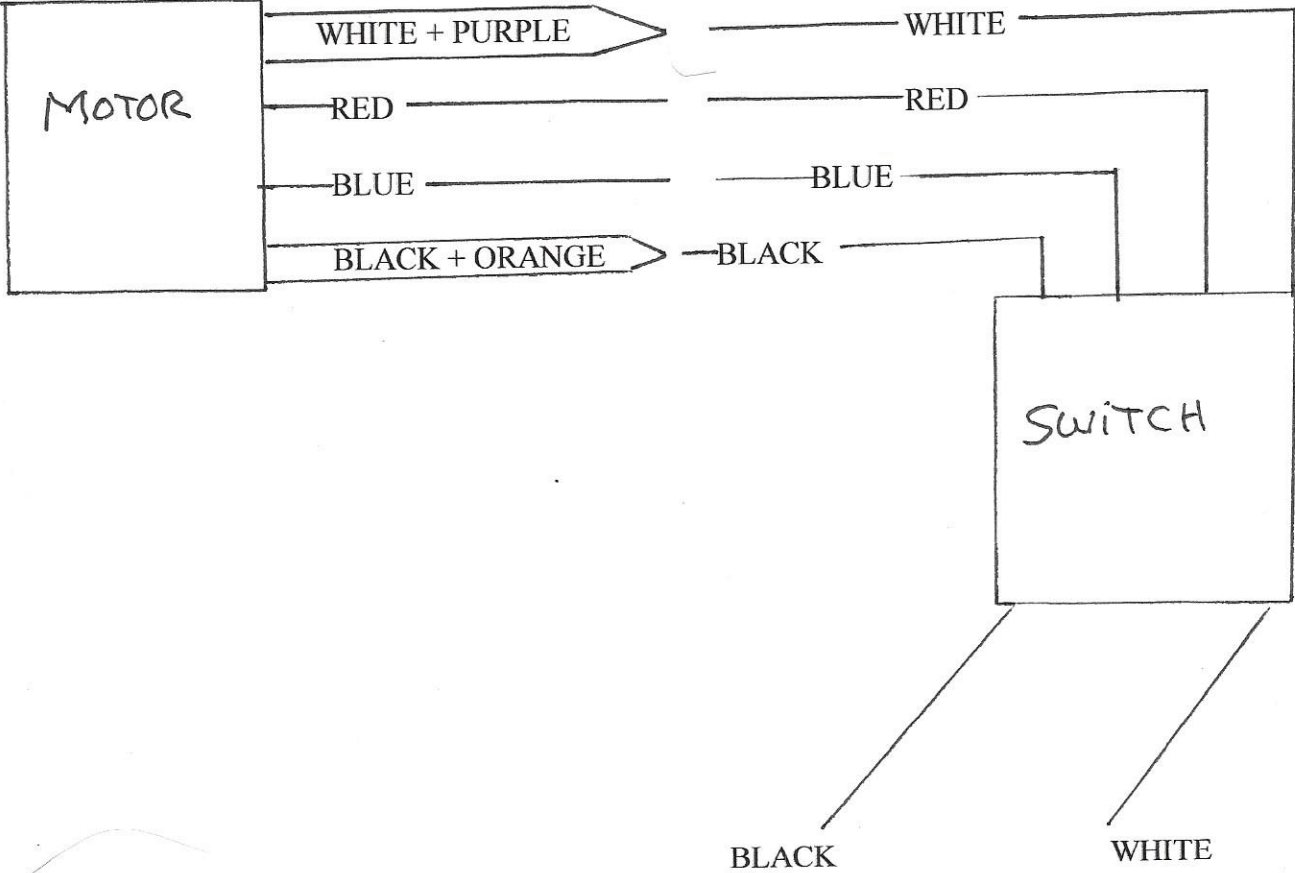 WHITE + PURPLE
WHITE
MOTOR
RED
RED
BLUE
BLUE
BLACK + ORANGE
BLACK
SWITCH
BLACK
WHITE